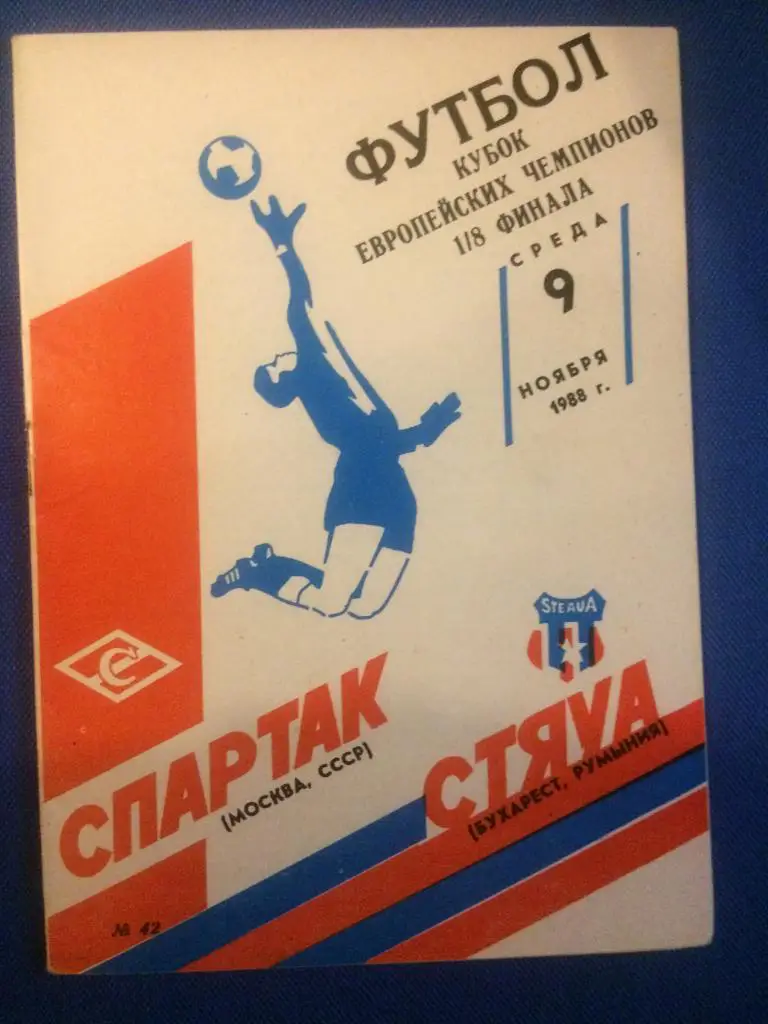 ФУТБОЛ
КУБОК
ЕВРОПЕЙСКИХ ЧЕМПИОНОВ
1/8 ФИНАЛА
СРЕДА
9
НОЯБРЯ
1988 г.
STEAUA
СПАРТАК
(МОСКВА, СССР)
СТЯУА
(БУХАРЕСТ, РУМЫНИЯ)
№ 42